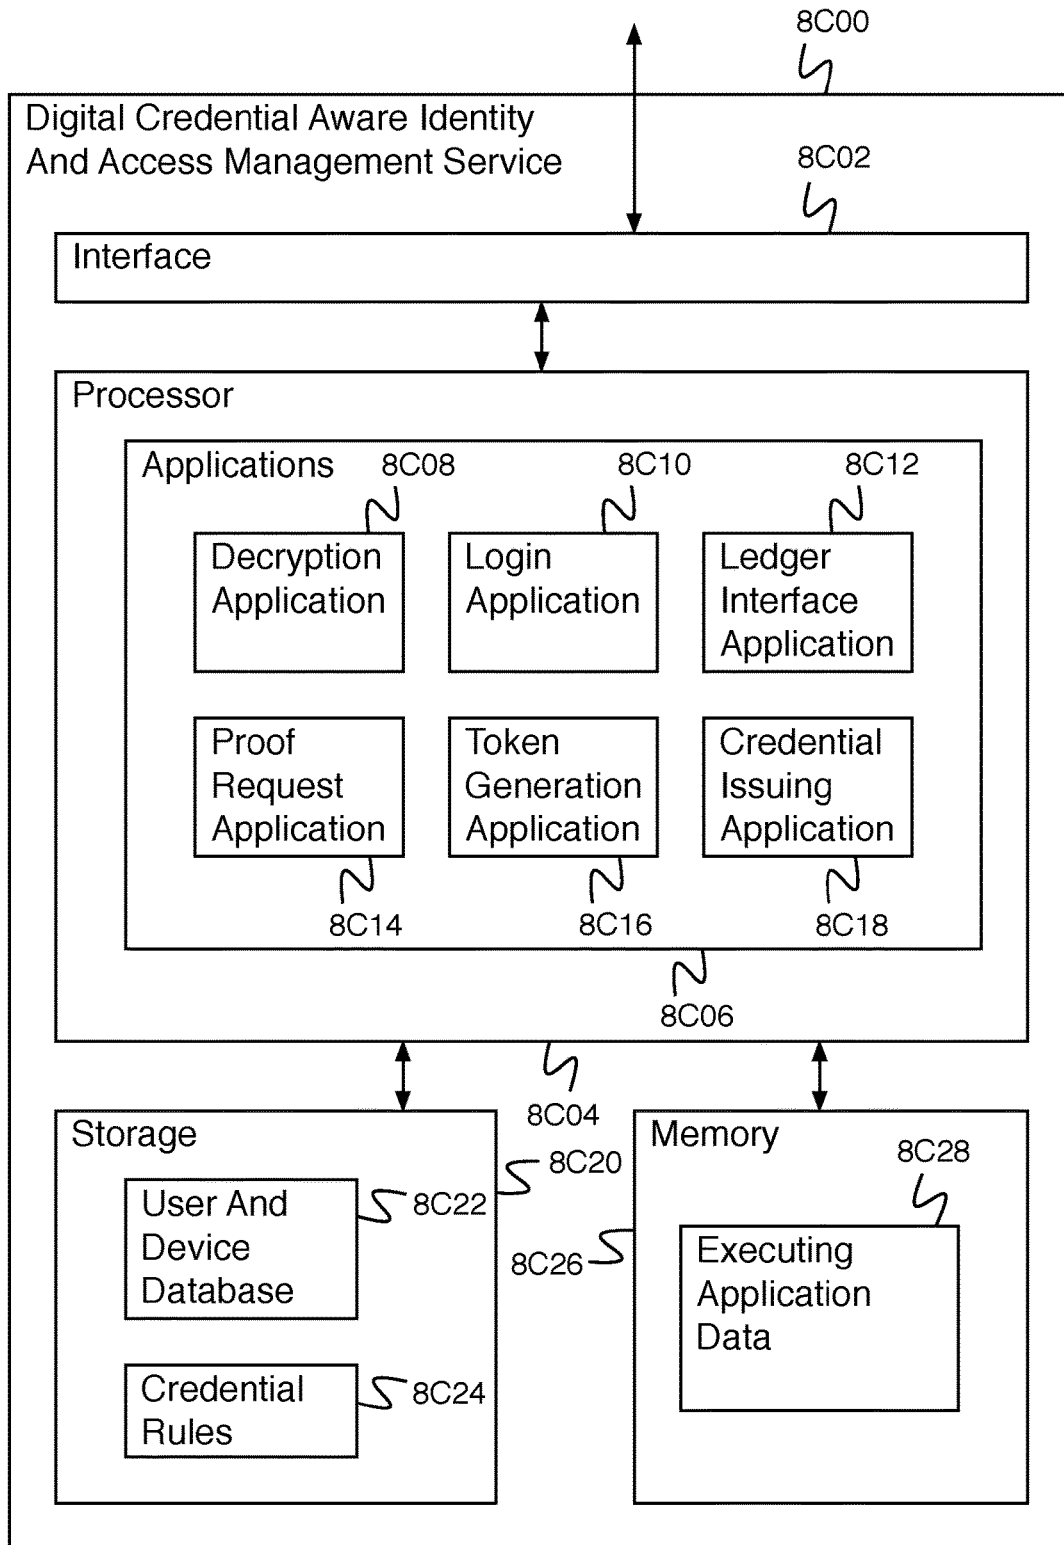 8C00
Digital Credential Aware Identity
And Access Management Service
8C02
Interface
Processor
Applications
8C08
8C10
8C12
Decryption
Application
Login
Application
Ledger
Interface
Application
Proof
Request
Application
Token
Generation
Application
Credential
Issuing
Application
8C14
8C16
8C18
8C06
8C04
Storage
8C20
User And
Device
Database
8C22
Credential
Rules
8C24
Memory
8C26
8C28
Executing
Application
Data